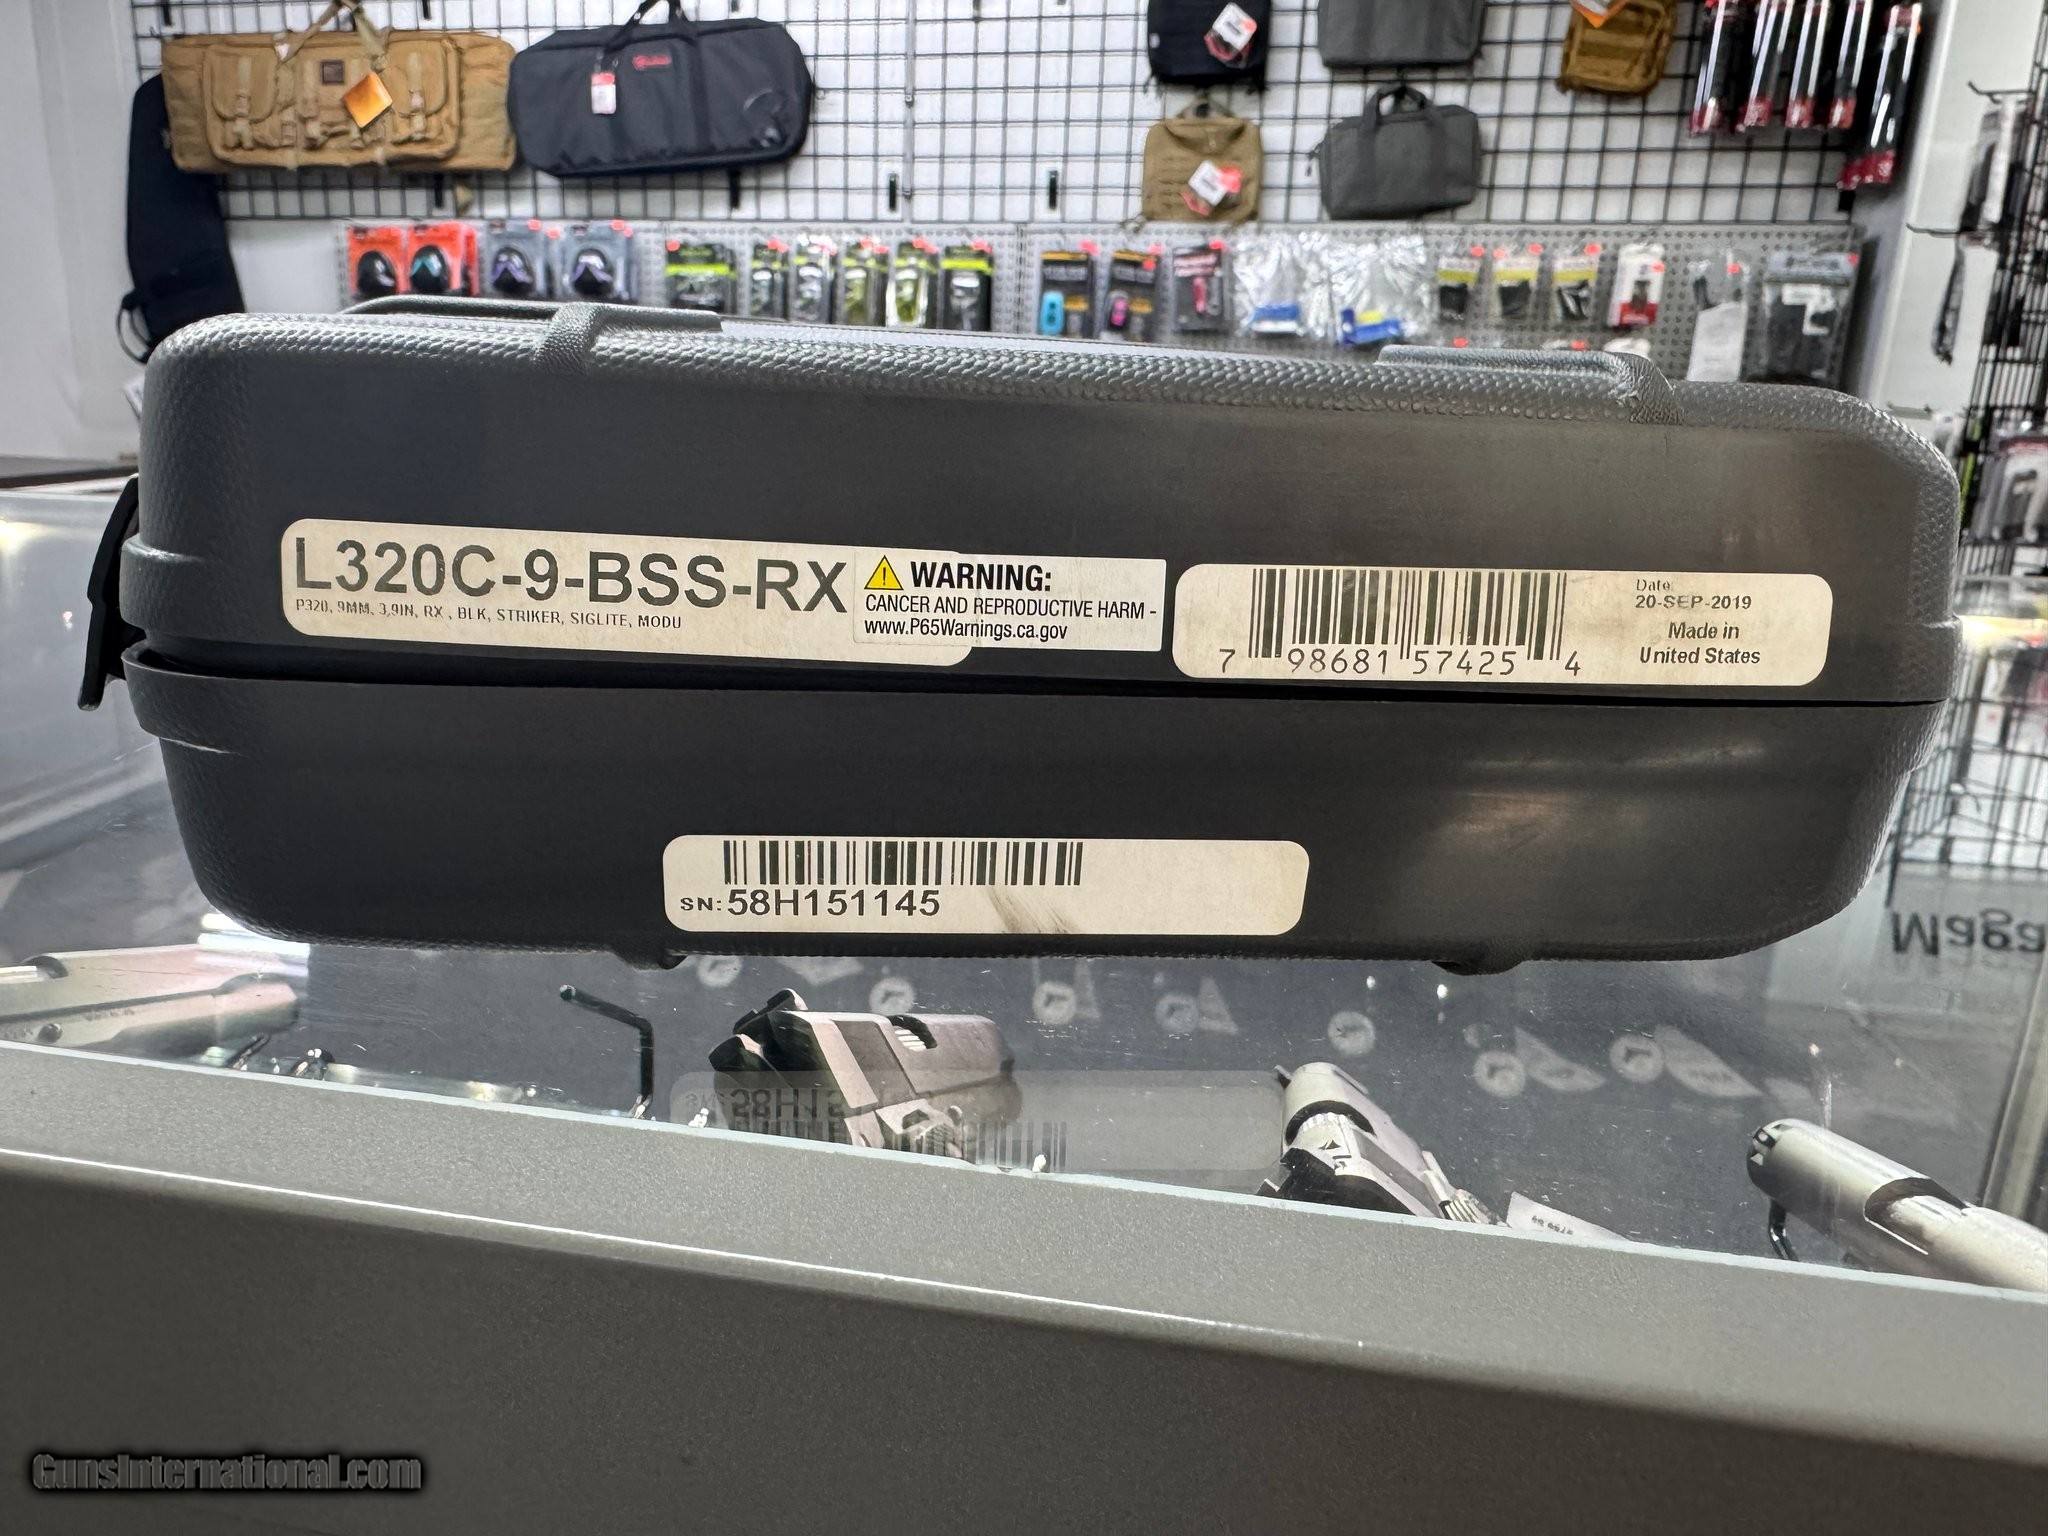 L320C-9-BSS-RX
P320, 9MM, 3.9IN, RX , BLK, STRIKER, SIGLITE, MODU
WARNING:
CANCER AND REPRODUCTIVE HARM -
www.P65Warnings.ca.gov
7 98681 57425 4
Date:
20-SEP-2019
Made in
United States
SN: 58H151145
Maga
GunsInternational.com